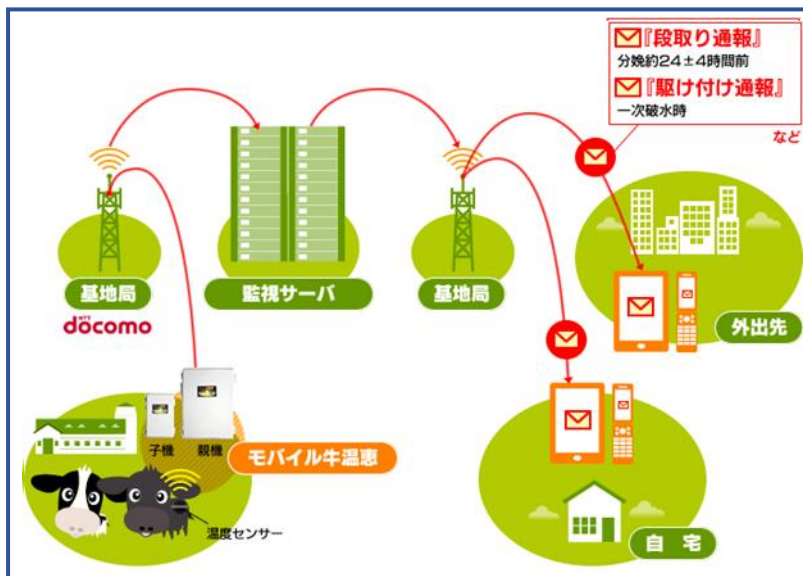 『段取り通報』
分娩約24±4時間前
『駆け付け通報』
一次破水時
など
基地局
監視サーバ
基地局
NTT
döcomo
外出先
子機
親機
モバイル牛温恵
温度センサー
自 宅